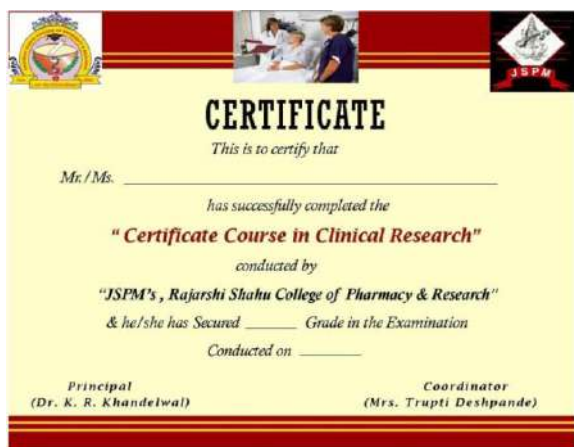 JSPM
CERTIFICATE
This is to certify that
Mr./Ms.
has successfully completed the
" Certificate Course in Clinical Research"
conducted by
"JSPM's , Rajarshi Shahu College of Pharmacy & Research"
& he/she has Secured ______ Grade in the Examination
Conducted on ______
Principal Coordinator
(Dr. K. R. Khandelwal) (Mrs. Trupti Deshpande)